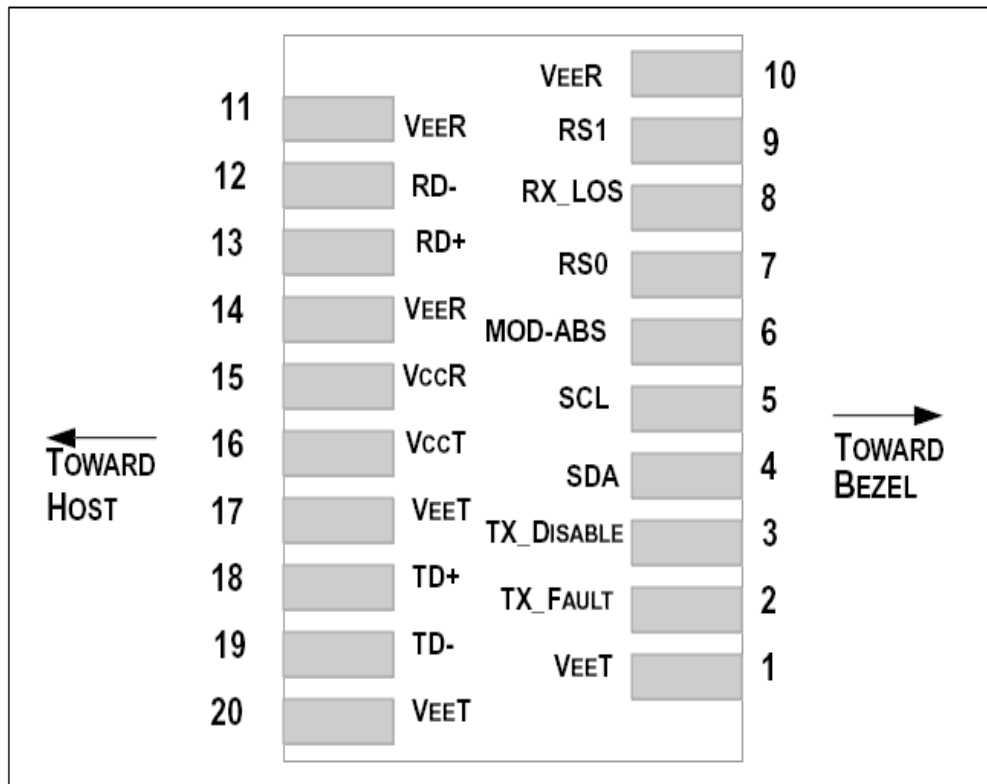 VEER 10
11 VEER
RS1 9
12 RD-
RX_LOS 8
13 RD+
RS0 7
14 VEER
MOD-ABS 6
15 VCCR
SCL 5
16 VCCT
TOWARD HOST
TOWARD BEZEL
SDA 4
17 VEET
TX_DISABLE 3
18 TD+
TX_FAULT 2
19 TD-
VEET 1
20 VEET